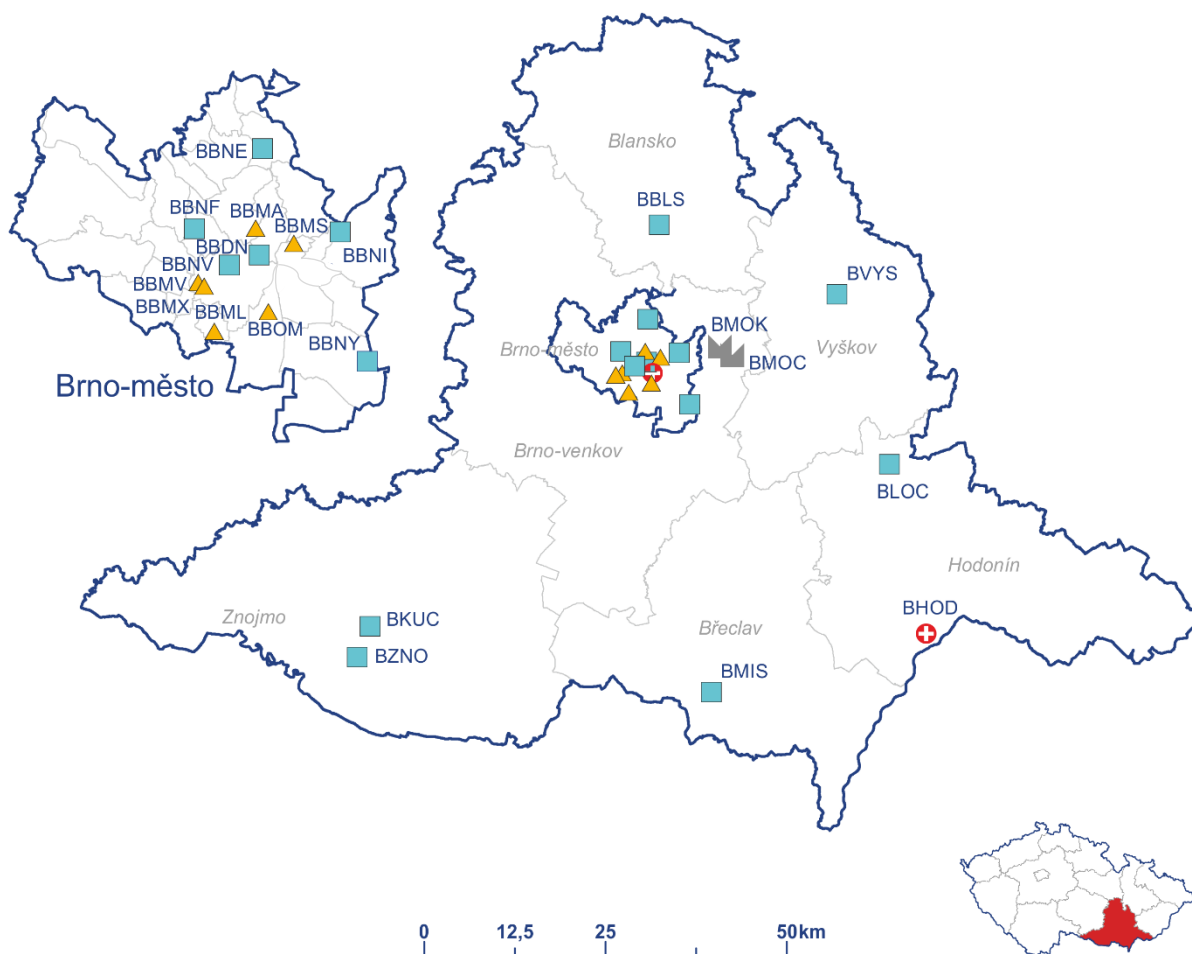 Blansko
BBNE
BBLS
BBNF
BBMA
BBMS
BBDN
BBNI
BBNV
BBMV
BBMX
BBML
BBOM
BBNY
Brno-město
BVYS
BMOK
Brno-město
Vyškov
BMOC
Brno-venkov
BLOC
Hodonín
BHOD
Znojmo
BKUC
Břeclav
BZNO
BMIS
0 12,5 25 50km